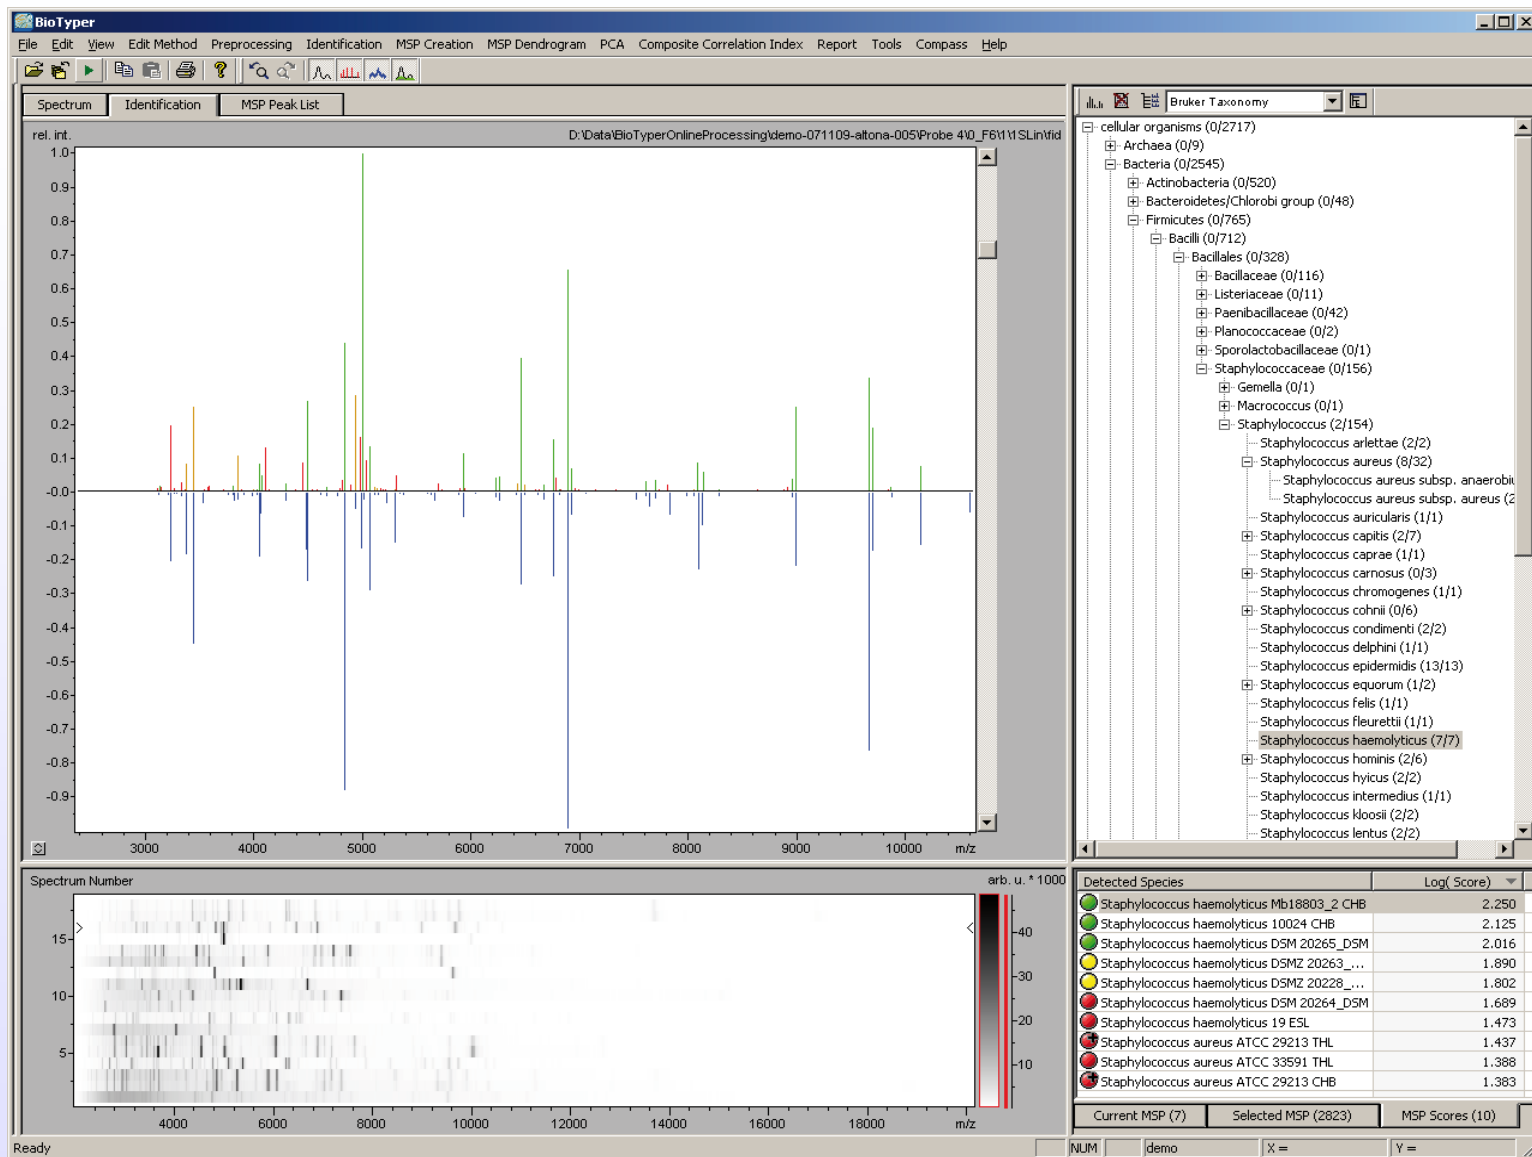 BioTyper
File Edit View Edit Method Preprocessing Identification MSP Creation MSP Dendrogram PCA Composite Correlation Index Report Tools Compass Help
Spectrum Identification MSP Peak List
rel. int. D:\Data\BioTyperOnlineProcessing\demo-071109-altona-005\Probe 4\0_F6\1\1SLin\fid
1.0
0.9
0.8
0.7
0.6
0.5
0.4
0.3
0.2
0.1
-0.0
-0.1
-0.2
-0.3
-0.4
-0.5
-0.6
-0.7
-0.8
-0.9
3000 4000 5000 6000 7000 8000 9000 10000 m/z
Bruker Taxonomy
cellular organisms (0/2717)
Archaea (0/9)
Bacteria (0/2545)
Actinobacteria (0/520)
Bacteroidetes/Chlorobi group (0/48)
Firmicutes (0/765)
Bacilli (0/712)
Bacillales (0/328)
Bacillaceae (0/116)
Listeriaceae (0/11)
Paenibacillaceae (0/42)
Planococcaceae (0/2)
Sporolactobacillaceae (0/1)
Staphylococcaceae (0/156)
Gemella (0/1)
Macrococcus (0/1)
Staphylococcus (2/154)
Staphylococcus arlettae (2/2)
Staphylococcus aureus (8/32)
Staphylococcus aureus subsp. anaerobiu
Staphylococcus aureus subsp. aureus (2
Staphylococcus auricularis (1/1)
Staphylococcus capitis (2/7)
Staphylococcus caprae (1/1)
Staphylococcus carnosus (0/3)
Staphylococcus chromogenes (1/1)
Staphylococcus cohnii (0/6)
Staphylococcus condimenti (2/2)
Staphylococcus delphini (1/1)
Staphylococcus epidermidis (13/13)
Staphylococcus equorum (1/2)
Staphylococcus felis (1/1)
Staphylococcus fleurettii (1/1)
Staphylococcus haemolyticus (7/7)
Staphylococcus hominis (2/6)
Staphylococcus hyicus (2/2)
Staphylococcus intermedius (1/1)
Staphylococcus kloosii (2/2)
Staphylococcus lentus (2/2)
Spectrum Number arb. u. * 1000
15
10
5
40
30
20
10
4000 6000 8000 10000 12000 14000 16000 18000 m/z
Detected Species Log( Score)
Staphylococcus haemolyticus Mb18803_2 CHB 2.250
Staphylococcus haemolyticus 10024 CHB 2.125
Staphylococcus haemolyticus DSM 20265_DSM 2.016
Staphylococcus haemolyticus DSMZ 20263_... 1.890
Staphylococcus haemolyticus DSMZ 20228_... 1.802
Staphylococcus haemolyticus DSM 20264_DSM 1.689
Staphylococcus haemolyticus 19 ESL 1.473
Staphylococcus aureus ATCC 29213 THL 1.437
Staphylococcus aureus ATCC 33591 THL 1.388
Staphylococcus aureus ATCC 29213 CHB 1.383
Current MSP (7) Selected MSP (2823) MSP Scores (10)
Ready NUM demo X = Y =